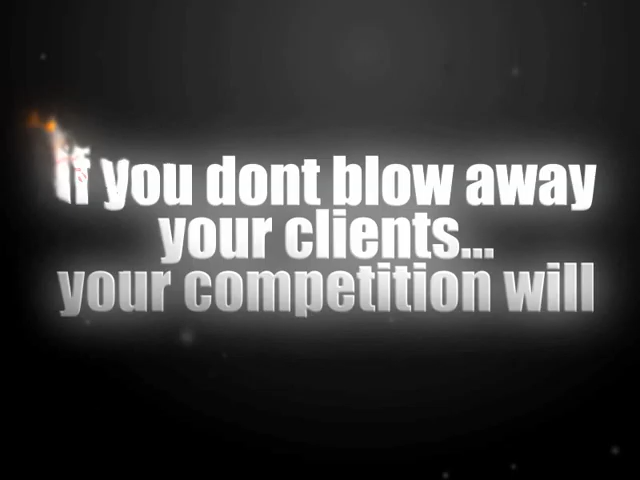 If you dont blow away
your clients...
your competition will